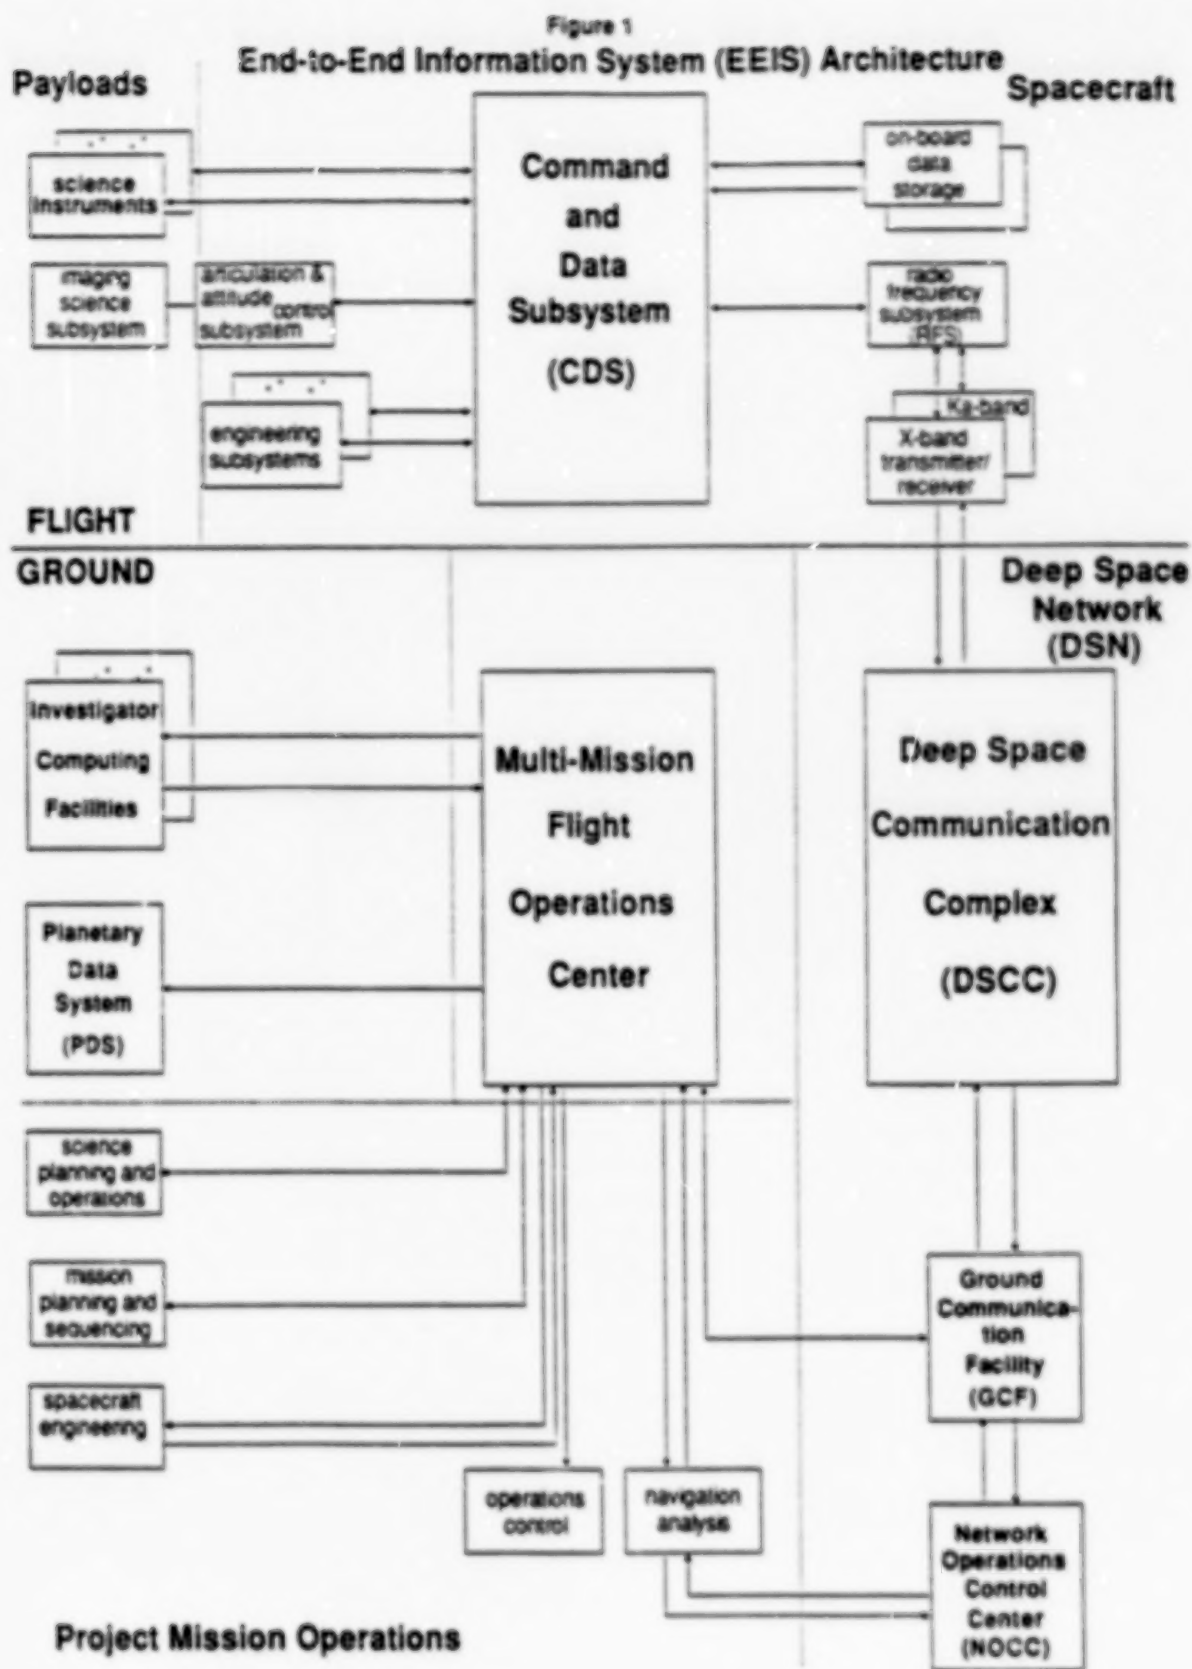 Figure 1
End-to-End Information System (EEIS) Architecture
Payloads
Spacecraft
science
instruments
imaging
science
subsystem
articulation &
attitude control
subsystem
engineering
subsystems
Command
and
Data
Subsystem
(CDS)
on-board
data
storage
radio
frequency
subsystem
(RFS)
Ka-band
X-band
transmitter/
receiver
FLIGHT
GROUND
Deep Space
Network
(DSN)
Investigator
Computing
Facilities
Planetary
Data
System
(PDS)
Multi-Mission
Flight
Operations
Center
Deep Space
Communication
Complex
(DSCC)
science
planning and
operations
mission
planning and
sequencing
spacecraft
engineering
operations
control
navigation
analysis
Ground
Communica-
tion
Facility
(GCF)
Network
Operations
Control
Center
(NOCC)
Project Mission Operations